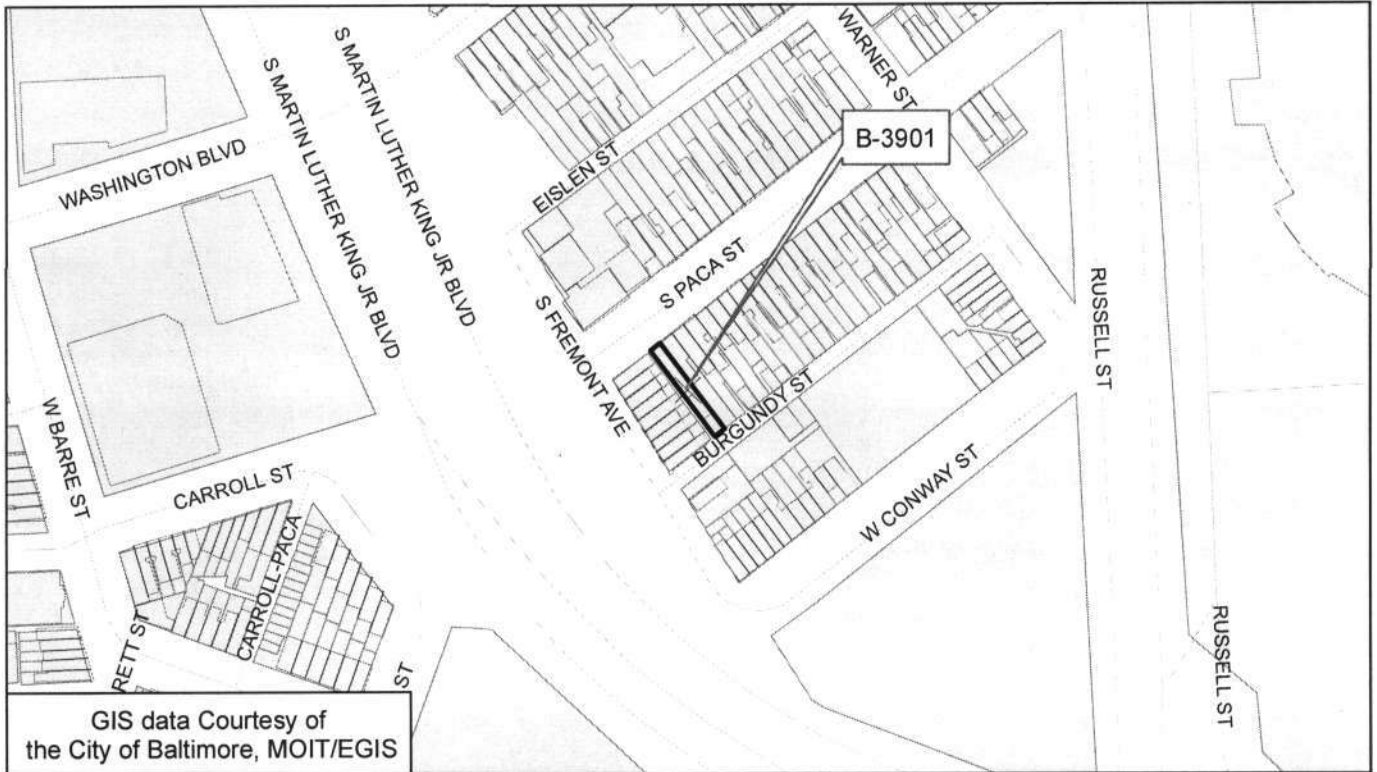 S MARTIN LUTHER KING JR BLVD
S MARTIN LUTHER KING JR BLVD
WARNER ST
B-3901
WASHINGTON BLVD
EISLEN ST
S PACA ST
S FREMONT AVE
RUSSELL ST
BURGUNDY ST
W BARRE ST
CARROLL ST
W CONWAY ST
CARROLL-PACA
RETT ST
ST
RUSSELL ST
GIS data Courtesy of
the City of Baltimore, MOIT/EGIS